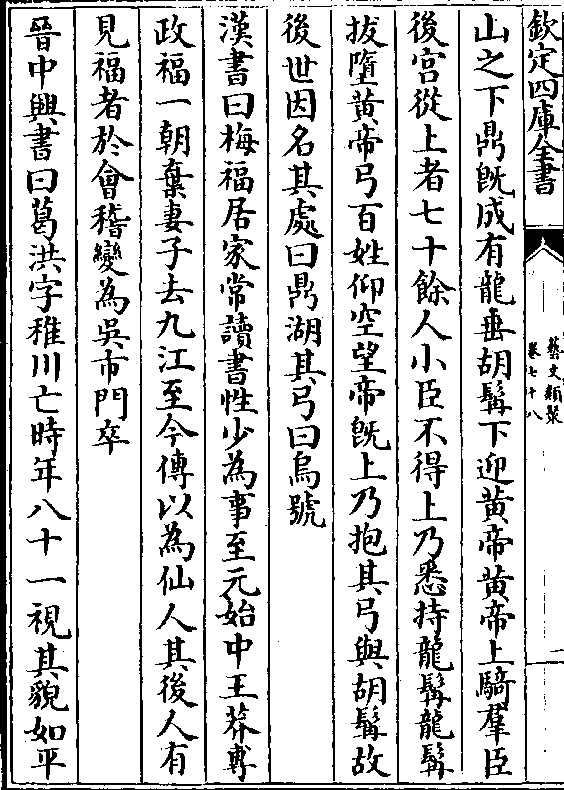 欽定四庫全書
藝文類聚
卷七十八
二
山之下鼎旣成有龍垂胡髯下迎黄帝黄帝上騎羣臣
後宫從上者七十餘人小臣不得上乃悉持龍髯龍髯
拔墮黄帝弓百姓仰空望帝旣上乃抱其弓與胡髯故
後世因名其處曰鼎湖其弓曰烏號
漢書曰梅福居家常讀書性少為事至元始中王莽專
政福一朝棄妻子去九江至今傳以為仙人其後人有
見福者於會稽變為吳市門卒
晉中興書曰葛洪字稚川亡時年八十一視其貌如平